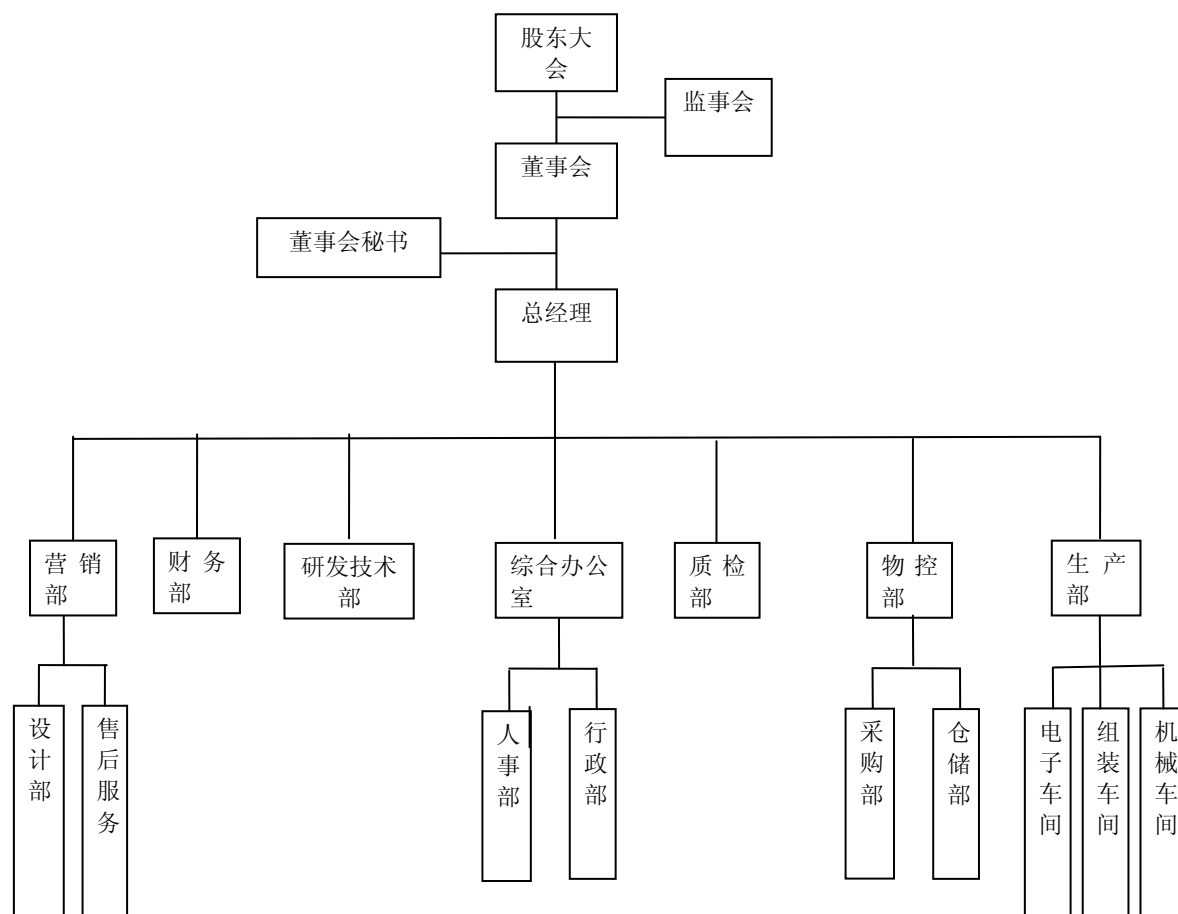 股东大
会
监事会
董事会
董事会秘书
总经理
营销
部
财务
部
研发技术
部
综合办公
室
质检
部
物控
部
生产
部
设计部
售后服务
人事部
行政部
采购部
仓储部
电子车间
组装车间
机械车间